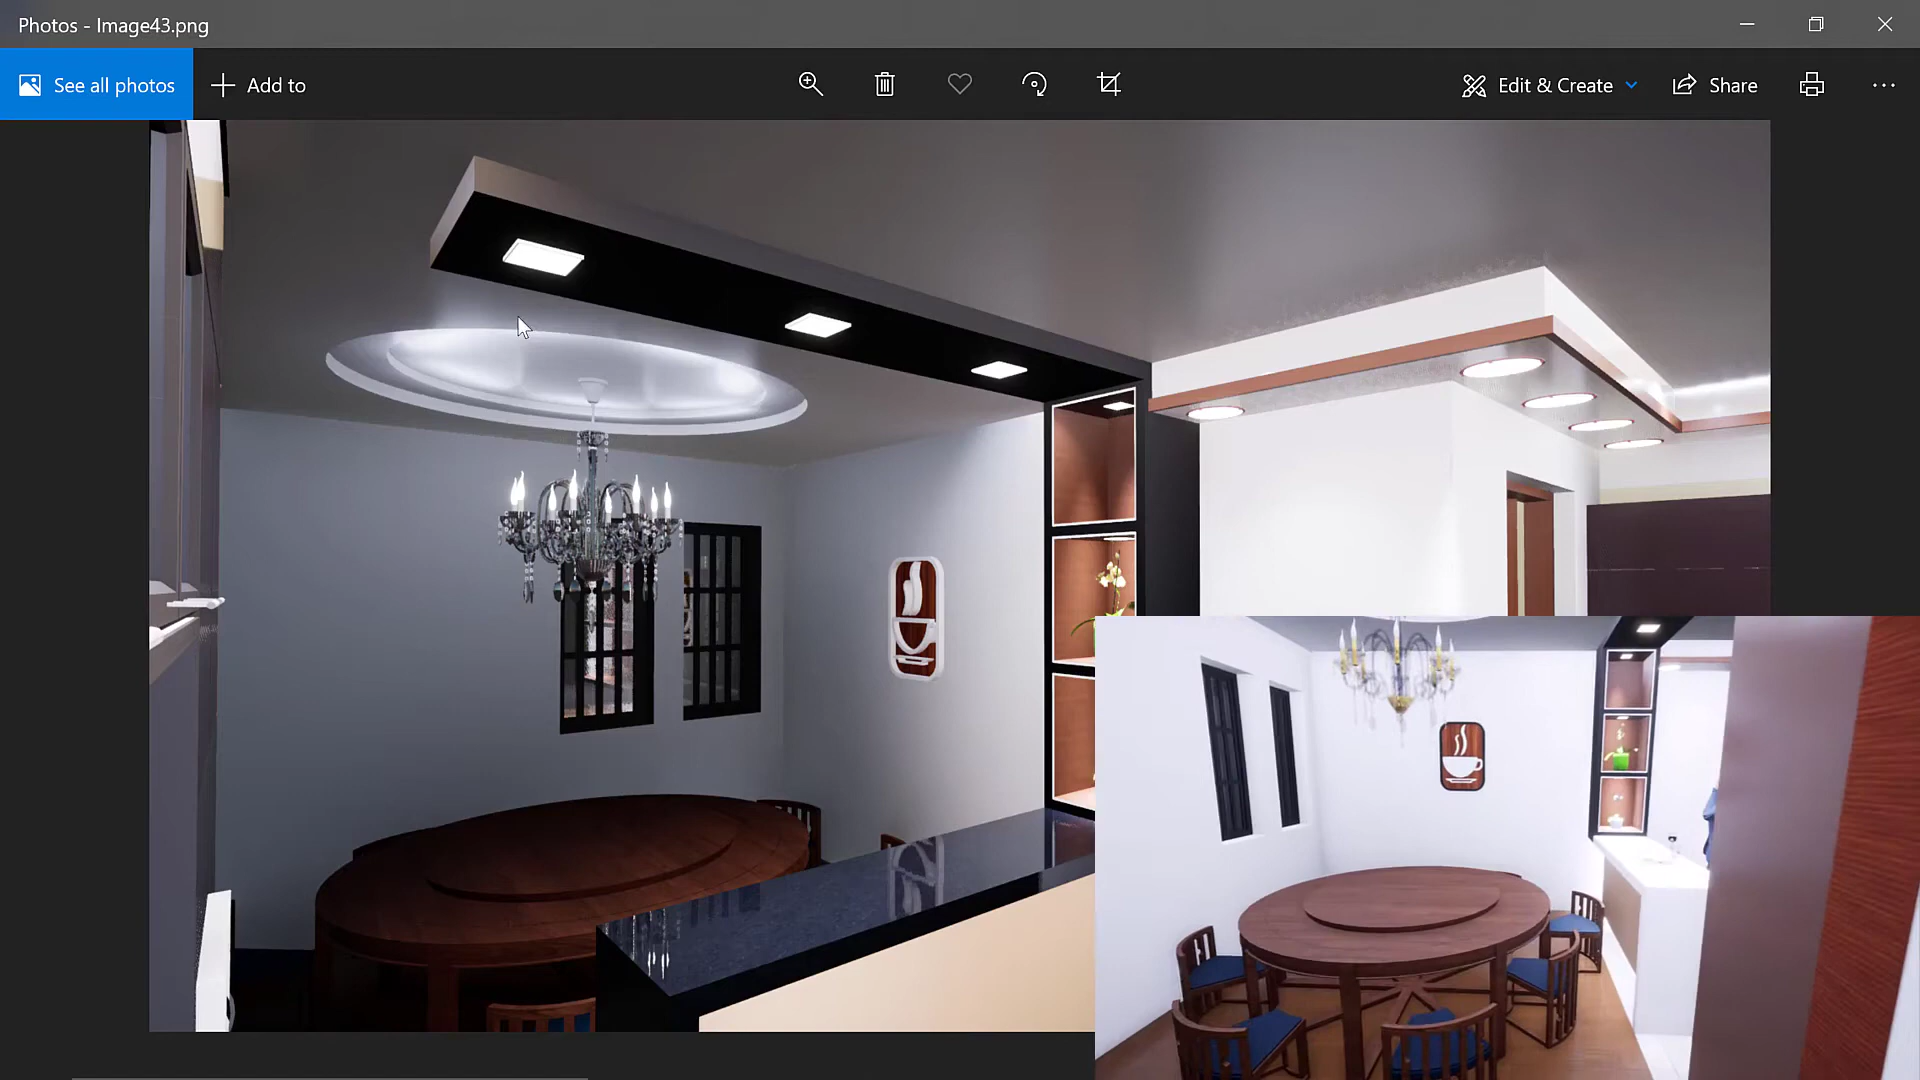 Photos - Image43.png
See all photos
Add to
Edit & Create
Share